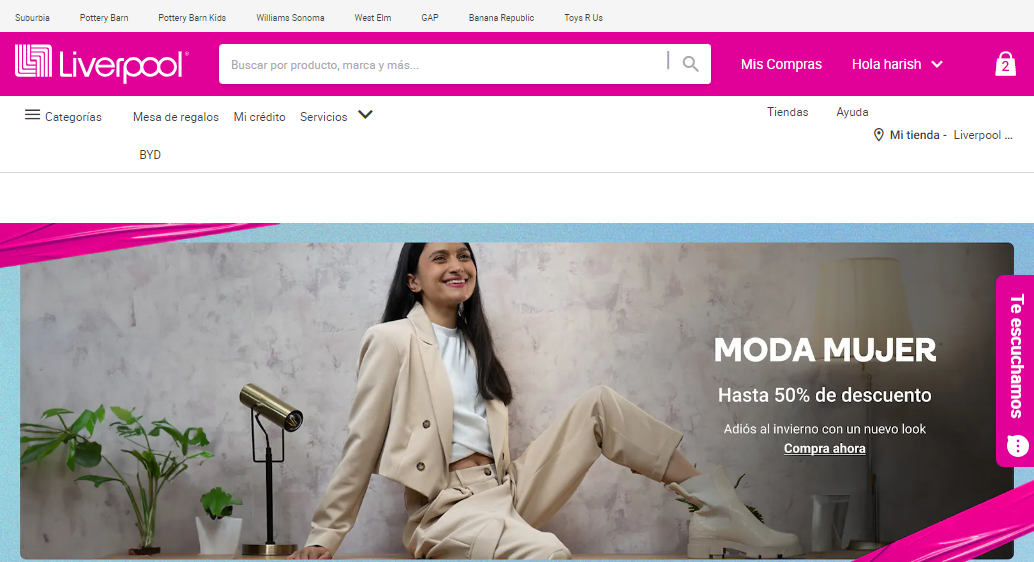 Suburbia Pottery Barn Pottery Barn Kids Williams Sonoma West Elm GAP Banana Republic Toys R Us
Liverpool®
Buscar por producto, marca y más...
Mis Compras
Hola harish
2
Categorías
Mesa de regalos Mi crédito Servicios
Tiendas Ayuda
Mi tienda - Liverpool ...
BYD
MODA MUJER
Hasta 50% de descuento
Adiós al invierno con un nuevo look
Compra ahora
Te escuchamos